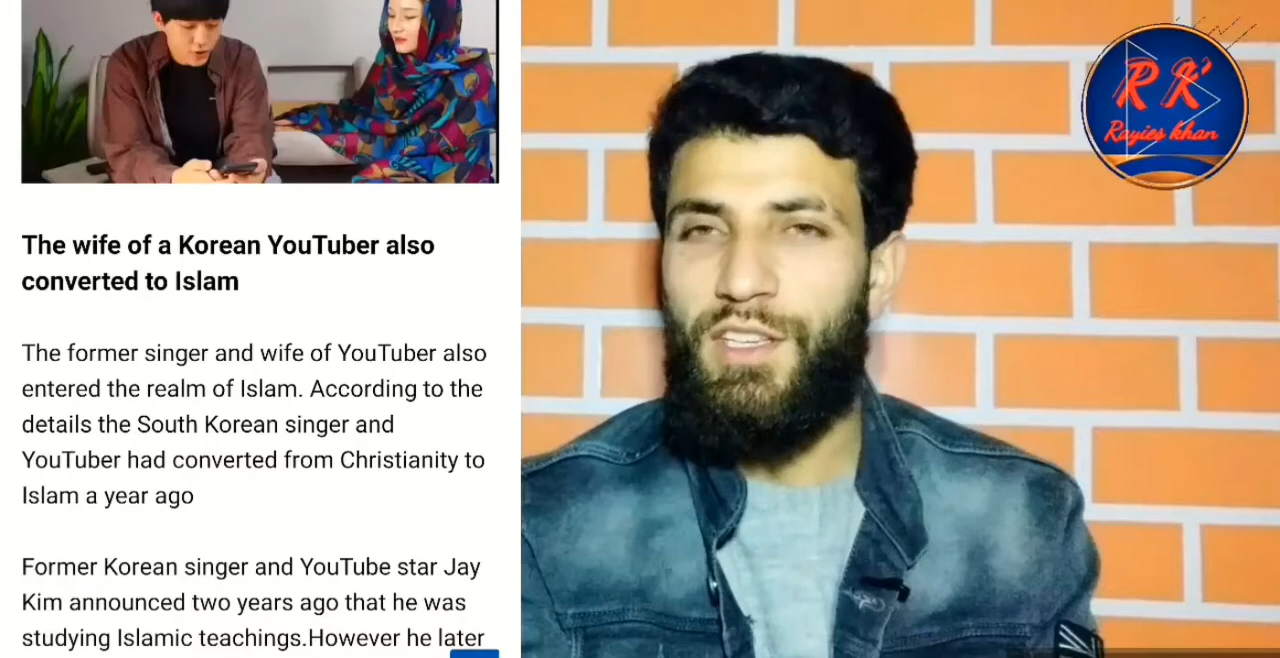 The wife of a Korean YouTuber also
converted to Islam
The former singer and wife of YouTuber also
entered the realm of Islam. According to the
details the South Korean singer and
YouTuber had converted from Christianity to
Islam a year ago
Former Korean singer and YouTube star Jay
Kim announced two years ago that he was
studying Islamic teachings.However he later
R K
Rayies khan